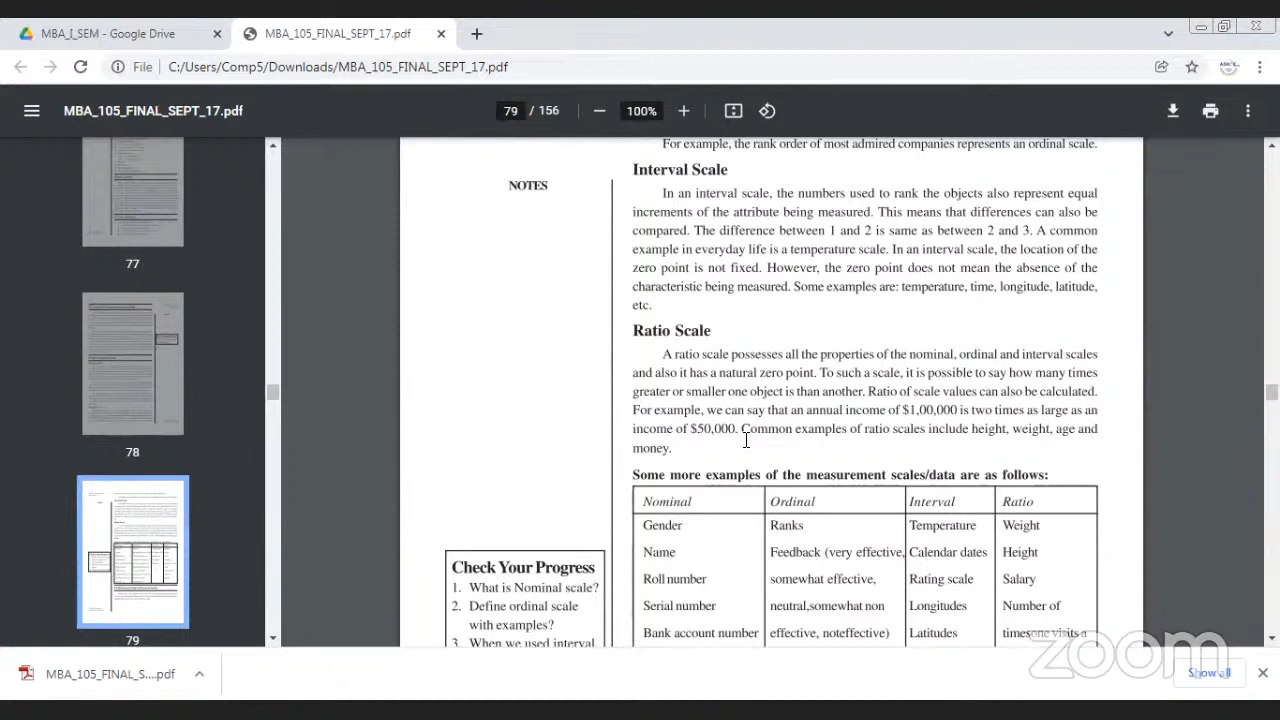 MBA_I_SEM - Google Drive
MBA_105_FINAL_SEPT_17.pdf
File
C:/Users/Comp5/Downloads/MBA_105_FINAL_SEPT_17.pdf
MBA_105_FINAL_SEPT_17.pdf
79 / 156
100%
77
78
79
For example, the rank order of most admired companies represents an ordinal scale.
NOTES
Interval Scale
In an interval scale, the numbers used to rank the objects also represent equal
increments of the attribute being measured. This means that differences can also be
compared. The difference between 1 and 2 is same as between 2 and 3. A common
example in everyday life is a temperature scale. In an interval scale, the location of the
zero point is not fixed. However, the zero point does not mean the absence of the
characteristic being measured. Some examples are: temperature, time, longitude, latitude,
etc.
Ratio Scale
A ratio scale possesses all the properties of the nominal, ordinal and interval scales
and also it has a natural zero point. To such a scale, it is possible to say how many times
greater or smaller one object is than another. Ratio of scale values can also be calculated.
For example, we can say that an annual income of $1,00,000 is two times as large as an
income of $50,000. Common examples of ratio scales include height, weight, age and
money.
Some more examples of the measurement scales/data are as follows:
Nominal Ordinal Interval Ratio
Gender Ranks Temperature Weight
Name Feedback (very effective, Calendar dates Height
Roll number somewhat effective, Rating scale Salary
Serial number neutral,somewhat non Longitudes Number of
Bank account number effective, noteffective) Latitudes timesone visits a
Check Your Progress
1. What is Nominal scale?
2. Define ordinal scale
with examples?
3. When we used interval
zoom
MBA_105_FINAL_S....pdf
Show all